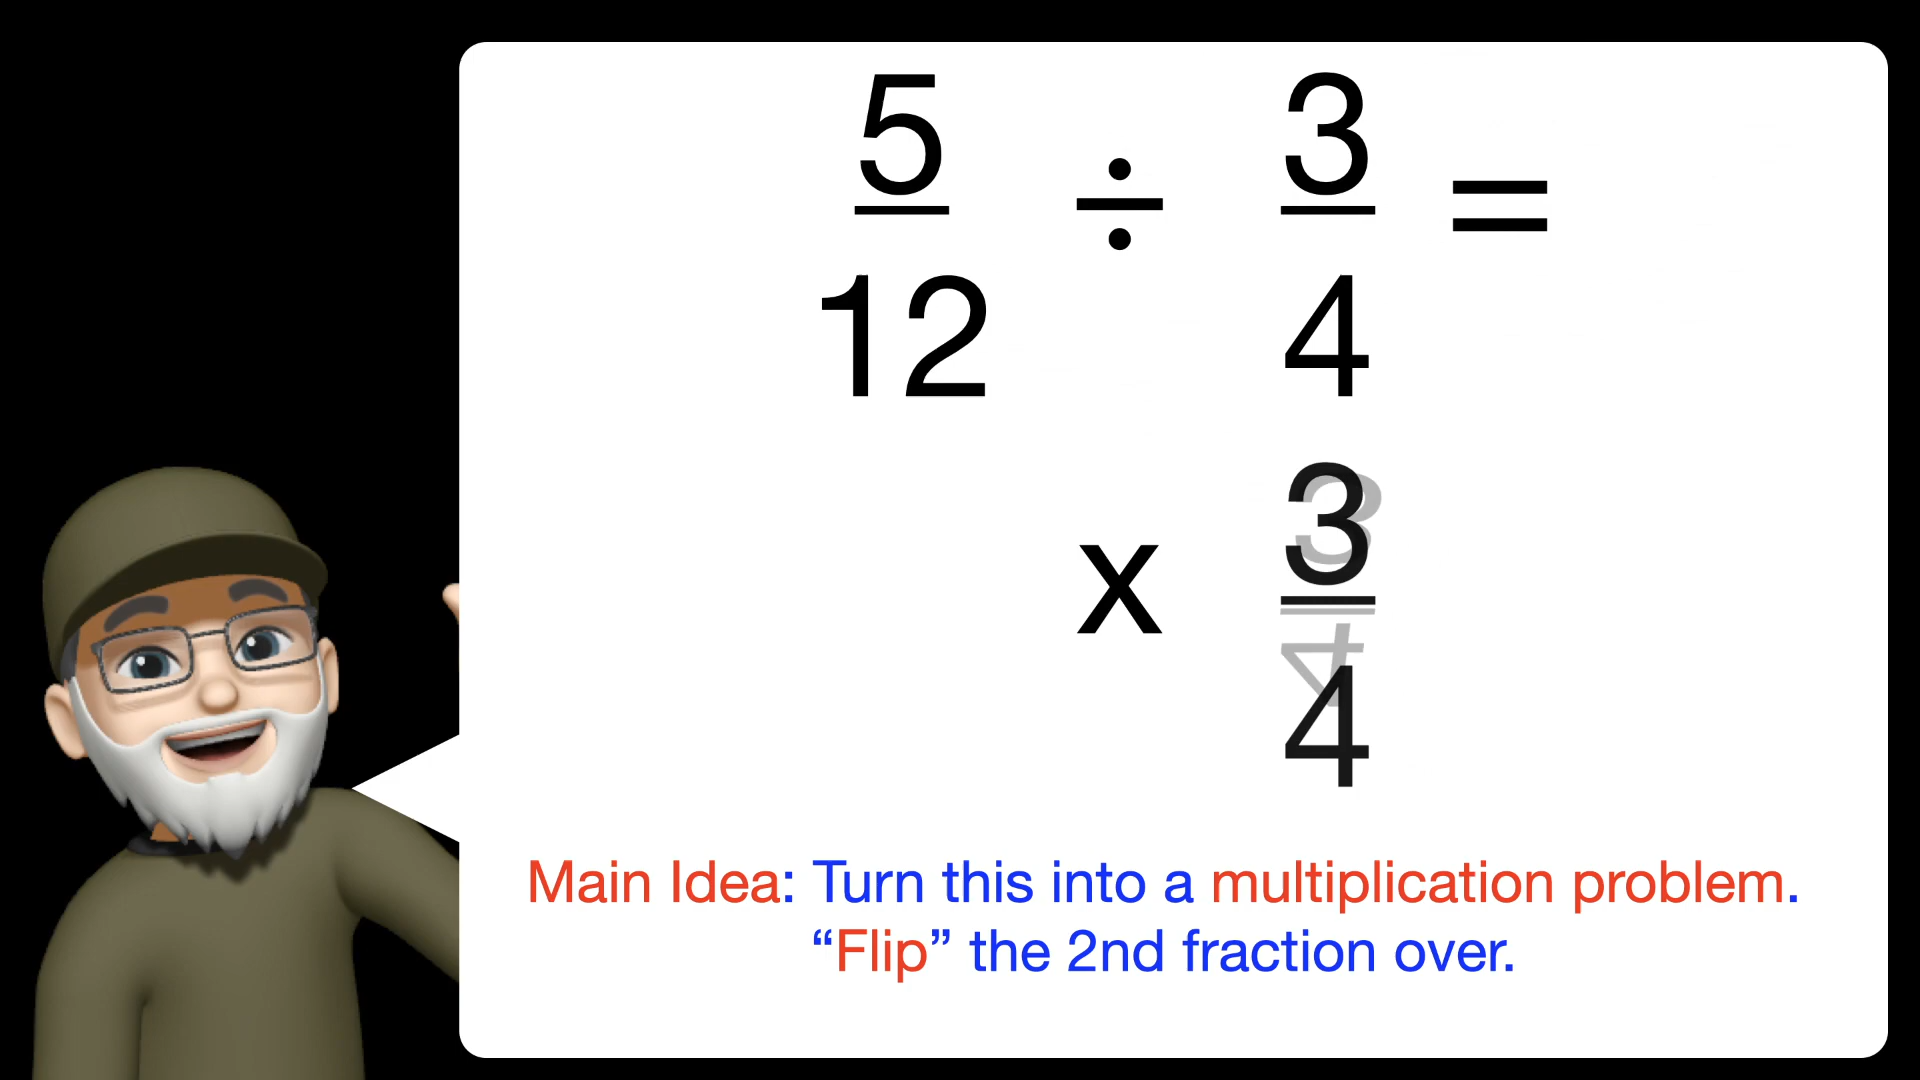 5 ÷ 3 =
12 4
x 3
4
Main Idea: Turn this into a multiplication problem.
“Flip” the 2nd fraction over.